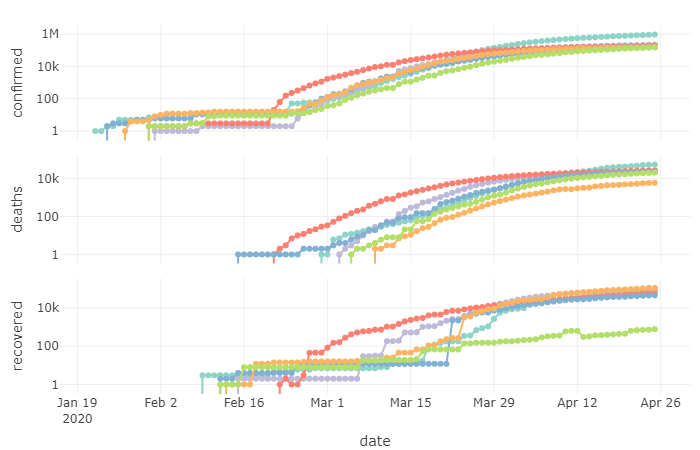 confirmed
1M
10k
100
1
deaths
10k
100
1
recovered
10k
100
1
Jan 19 Feb 2 Feb 16 Mar 1 Mar 15 Mar 29 Apr 12 Apr 26
2020
date